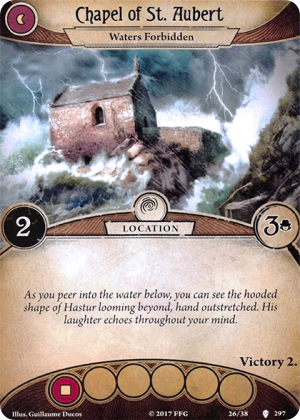 Chapel of St. Aubert
Waters Forbidden
2
LOCATION
3
As you peer into the water below, you can see the hooded
shape of Hastur looming beyond, hand outstretched. His
laughter echoes throughout your mind.
Victory 2.
Illus. Guillaume Ducos
© 2017 FFG
26/38
297